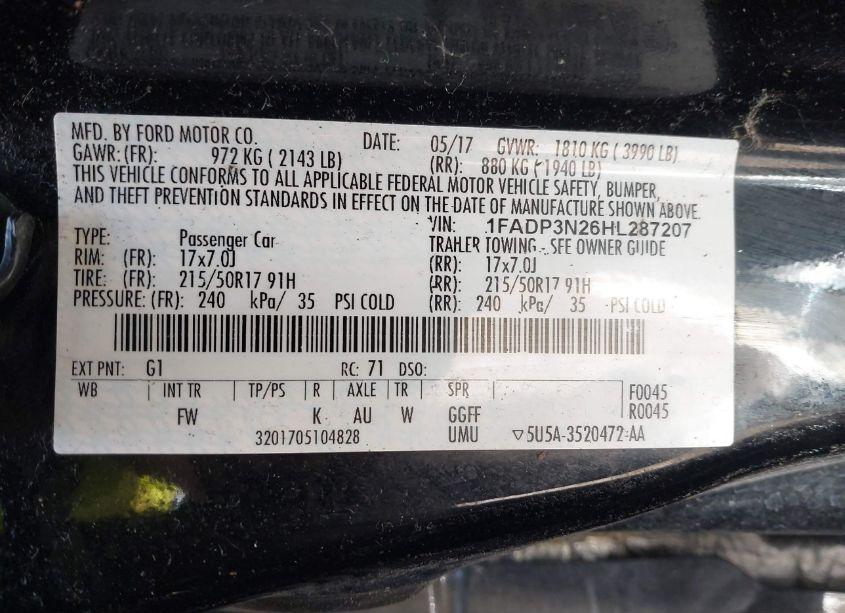 MFD. BY FORD MOTOR CO. DATE: 05/17 GVWR: 1810 KG ( 3990 LB)
GAWR:(FR): 972 KG ( 2143 LB) (RR): 880 KG ( 1940 LB)
THIS VEHICLE CONFORMS TO ALL APPLICABLE FEDERAL MOTOR VEHICLE SAFETY, BUMPER,
AND THEFT PREVENTION STANDARDS IN EFFECT ON THE DATE OF MANUFACTURE SHOWN ABOVE.
VIN: 1FADP3N26HL287207
TYPE: Passenger Car TRAILER TOWING - SEE OWNER GUIDE
RIM: (FR): 17x7.0J (RR): 17x7.0J
TIRE: (FR): 215/50R17 91H (RR): 215/50R17 91H
PRESSURE: (FR): 240 kPa/ 35 PSI COLD (RR): 240 kPa/ 35 PSI COLD
EXT PNT: G1 RC: 71 DSO:
WB INT TR TP/PS R AXLE TR SPR F0045
FW K AU W GGFF R0045
3201705104828 UMU ▽5U5A-3520472-AA